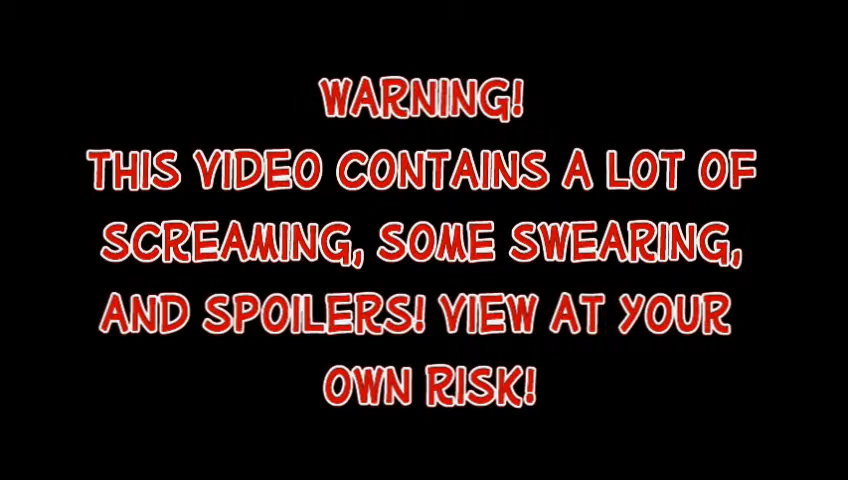 WARNING!
THIS VIDEO CONTAINS A LOT OF
SCREAMING, SOME SWEARING,
AND SPOILERS! VIEW AT YOUR
OWN RISK!